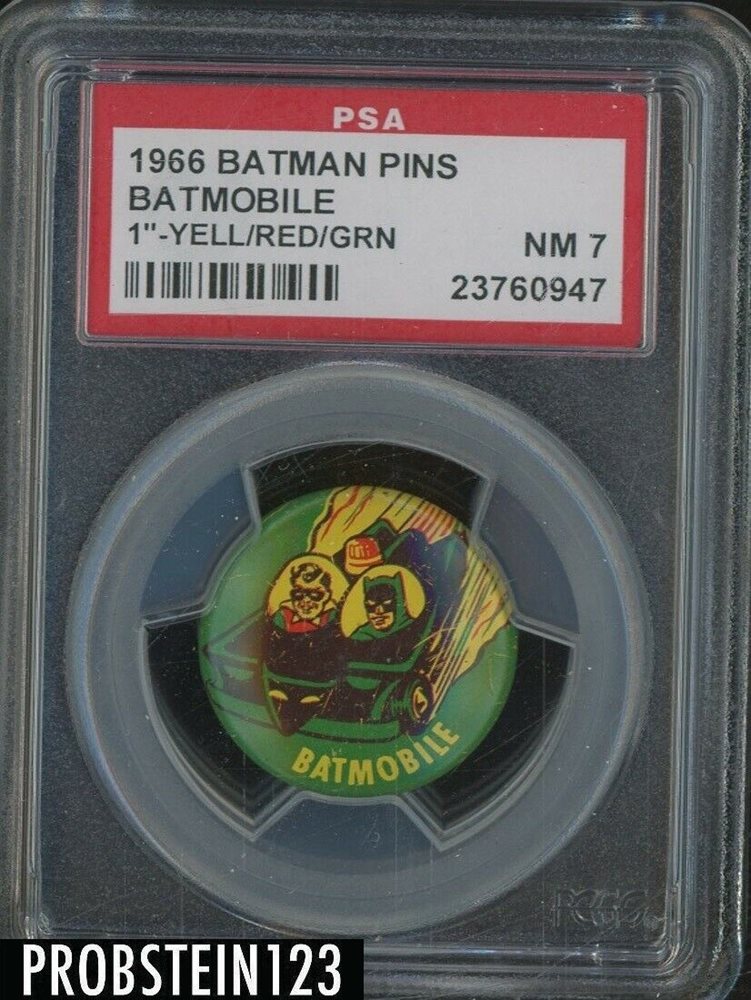 PSA
1966 BATMAN PINS
BATMOBILE
1"-YELL/RED/GRN
NM 7
23760947
BATMOBILE
PROBSTEIN123